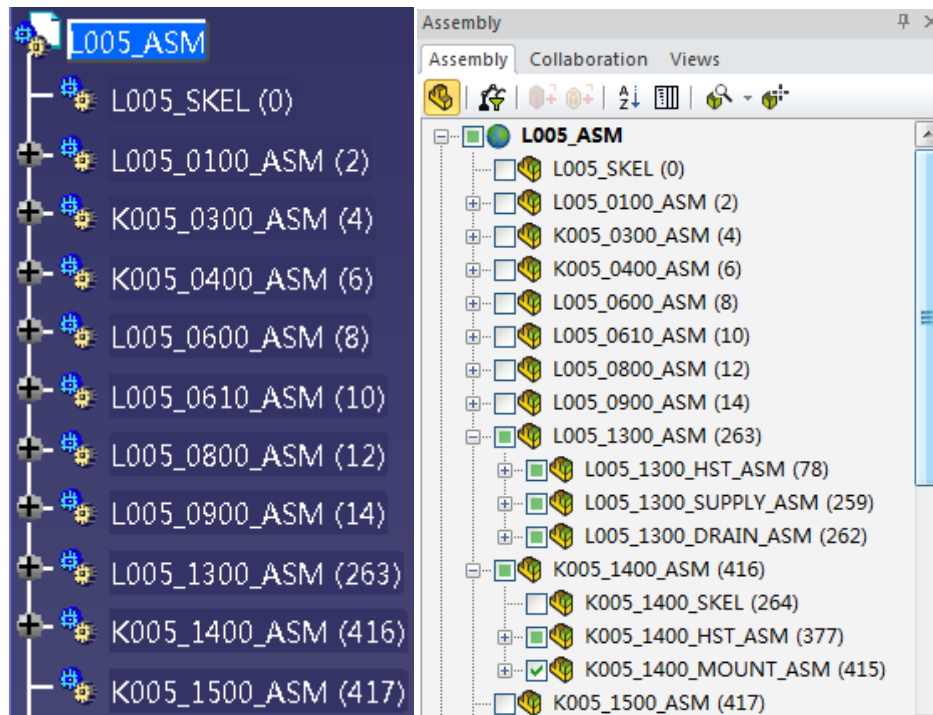 L005_ASM
L005_SKEL (0)
L005_0100_ASM (2)
K005_0300_ASM (4)
K005_0400_ASM (6)
L005_0600_ASM (8)
L005_0610_ASM (10)
L005_0800_ASM (12)
L005_0900_ASM (14)
L005_1300_ASM (263)
K005_1400_ASM (416)
K005_1500_ASM (417)
Assembly
Assembly Collaboration Views
L005_ASM
L005_SKEL (0)
L005_0100_ASM (2)
K005_0300_ASM (4)
K005_0400_ASM (6)
L005_0600_ASM (8)
L005_0610_ASM (10)
L005_0800_ASM (12)
L005_0900_ASM (14)
L005_1300_ASM (263)
L005_1300_HST_ASM (78)
L005_1300_SUPPLY_ASM (259)
L005_1300_DRAIN_ASM (262)
K005_1400_ASM (416)
K005_1400_SKEL (264)
K005_1400_HST_ASM (377)
K005_1400_MOUNT_ASM (415)
K005_1500_ASM (417)